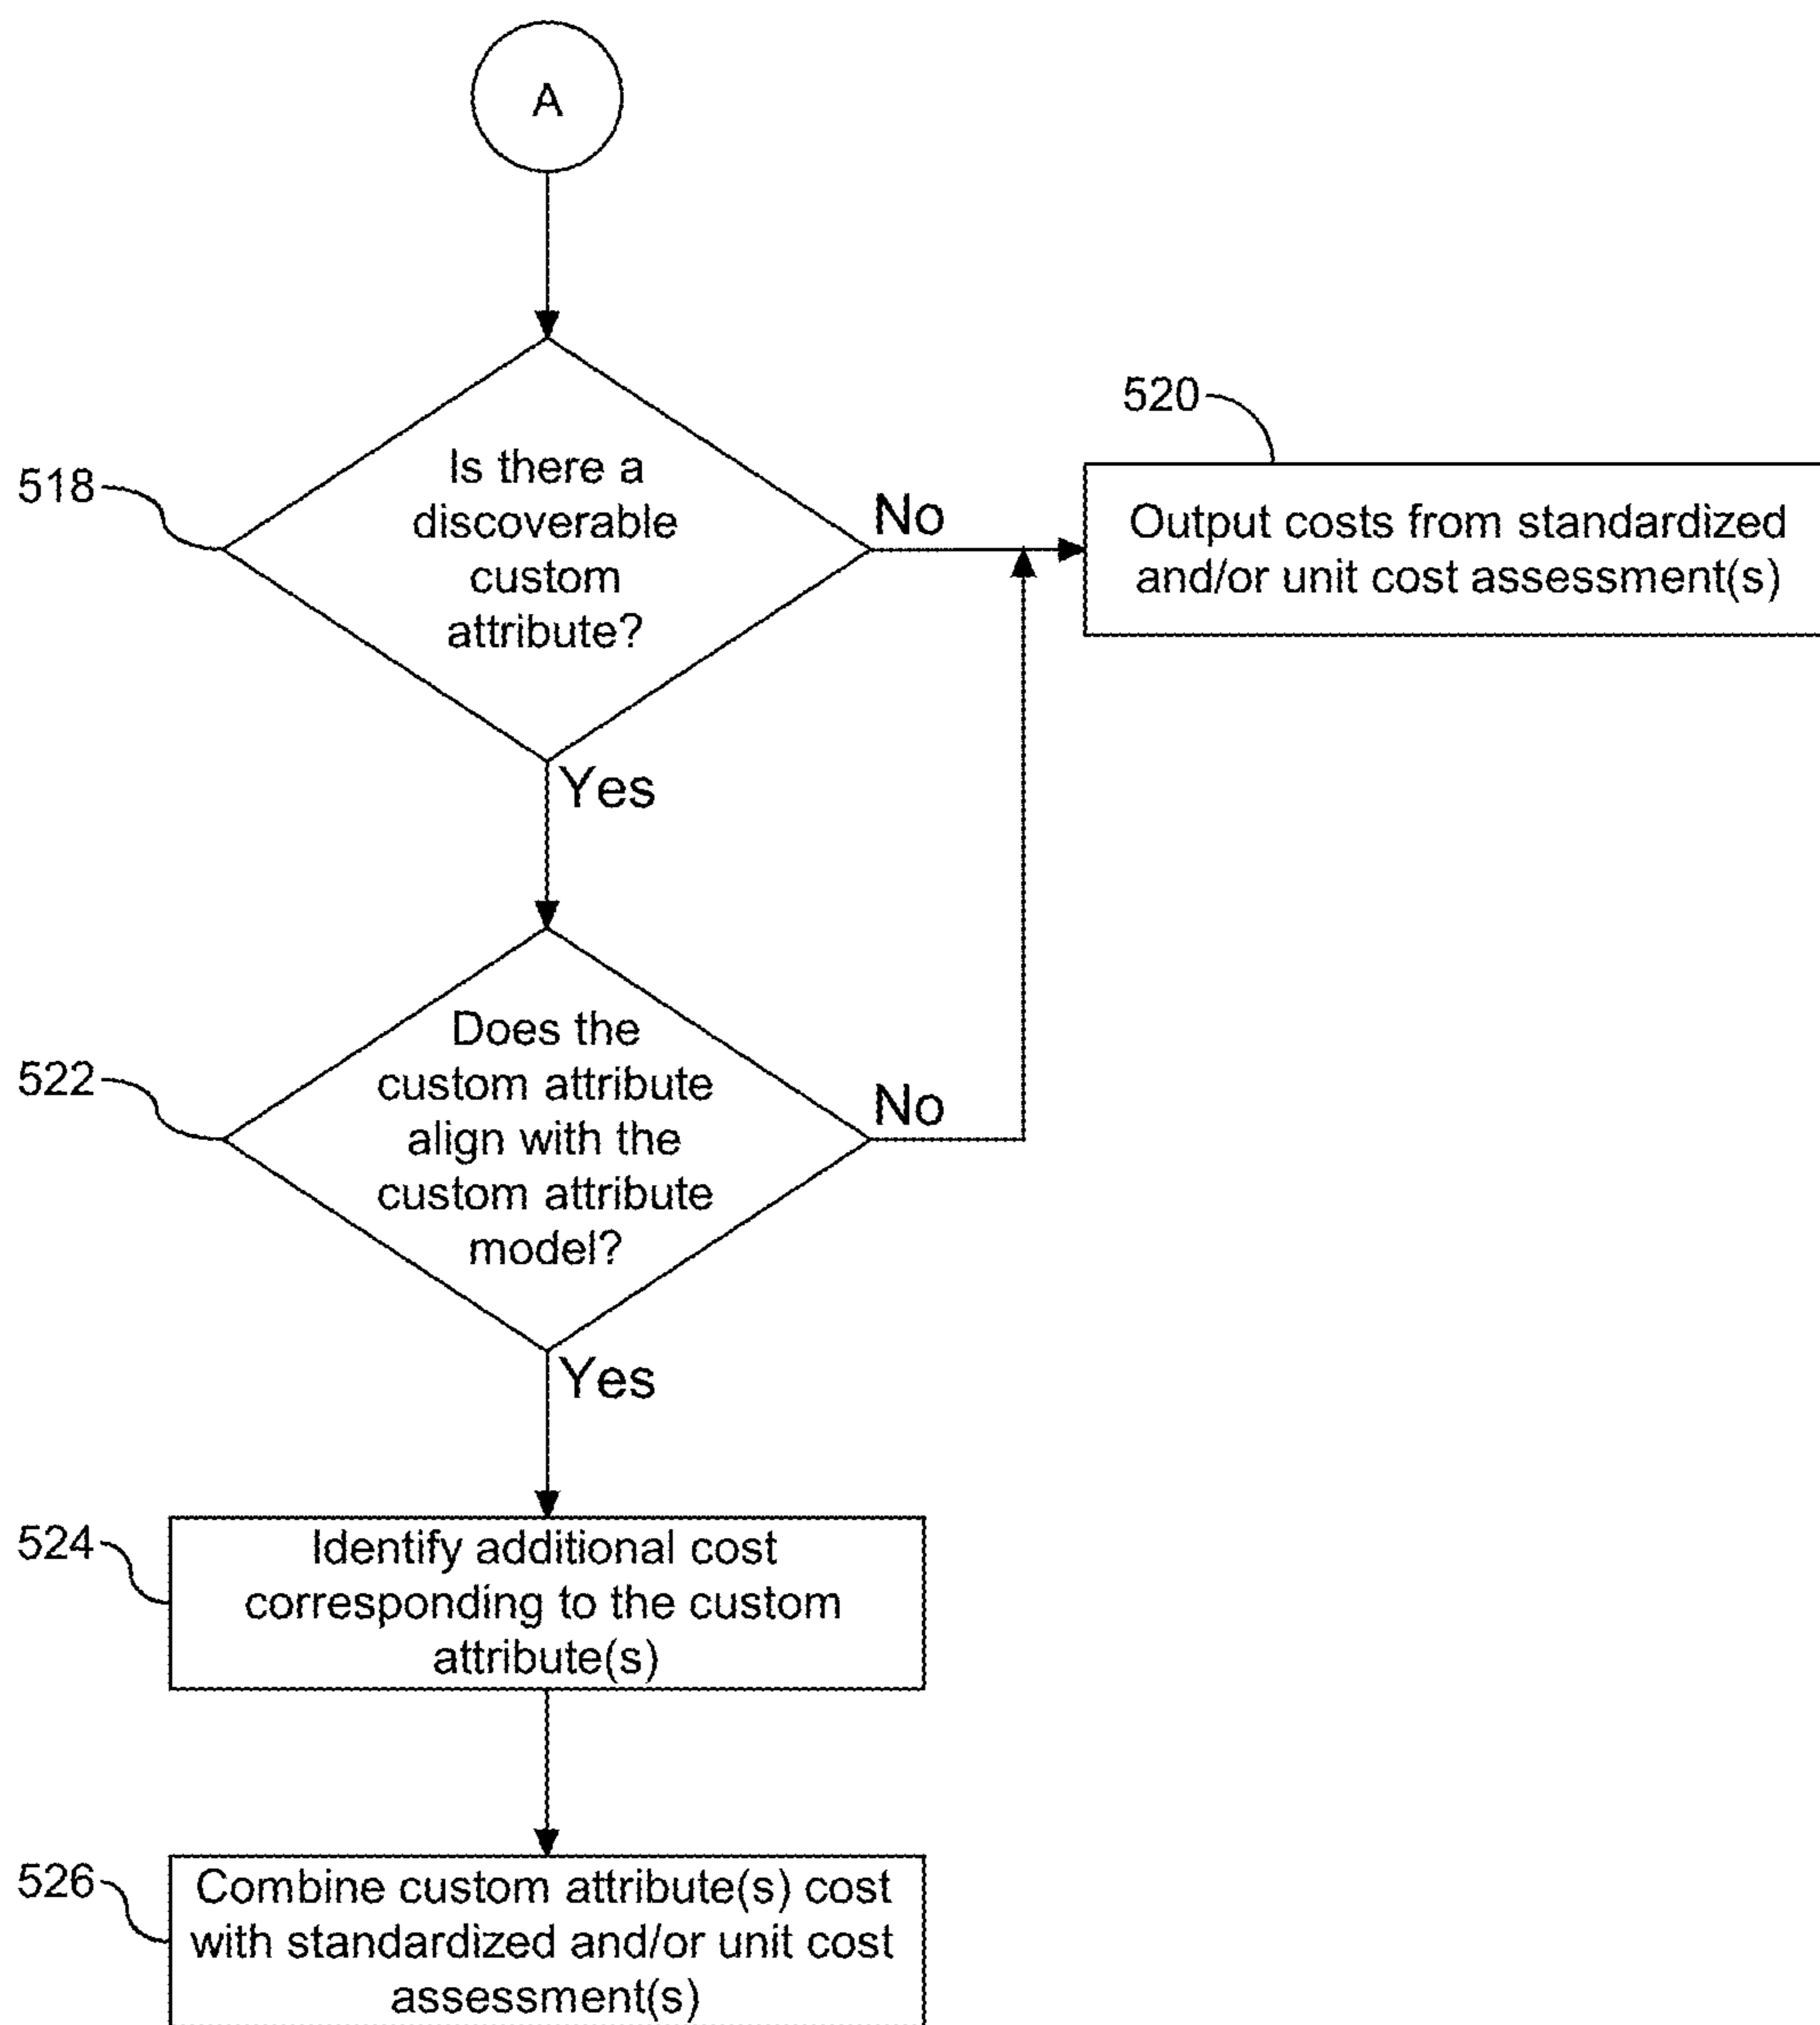 A
518
Is there a
discoverable
custom
attribute?
No
520
Output costs from standardized
and/or unit cost assessment(s)
Yes
522
Does the
custom attribute
align with the
custom attribute
model?
No
Yes
524
Identify additional cost
corresponding to the custom
attribute(s)
526
Combine custom attribute(s) cost
with standardized and/or unit cost
assessment(s)